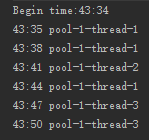 Begin time:43:34
43:35 pool-1-thread-1
43:38 pool-1-thread-1
43:41 pool-1-thread-2
43:44 pool-1-thread-1
43:47 pool-1-thread-3
43:50 pool-1-thread-3